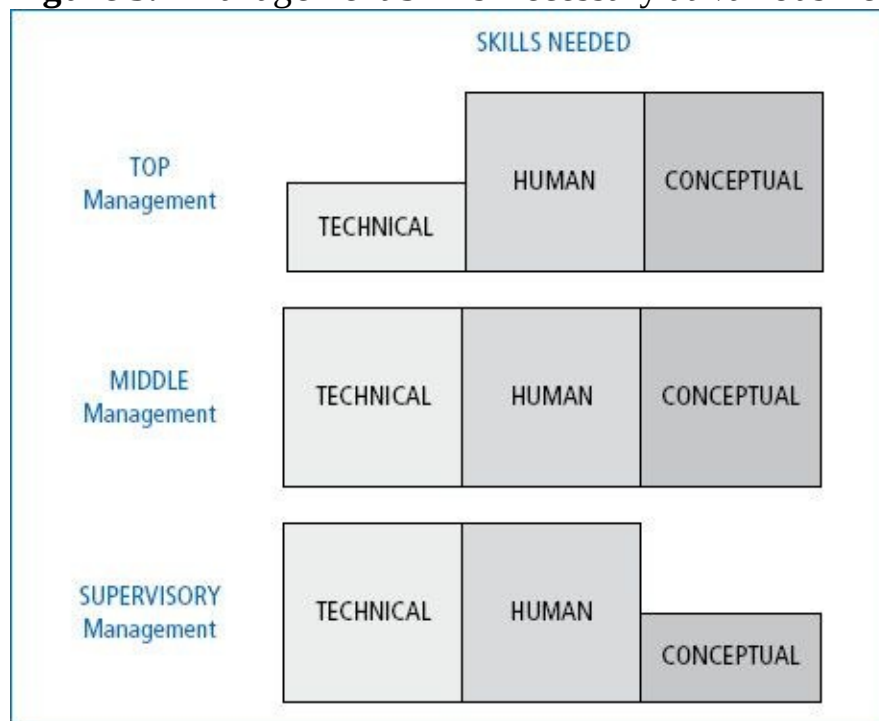 SKILLS NEEDED
TOP
Management
TECHNICAL
HUMAN
CONCEPTUAL
MIDDLE
Management
TECHNICAL
HUMAN
CONCEPTUAL
SUPERVISORY
Management
TECHNICAL
HUMAN
CONCEPTUAL